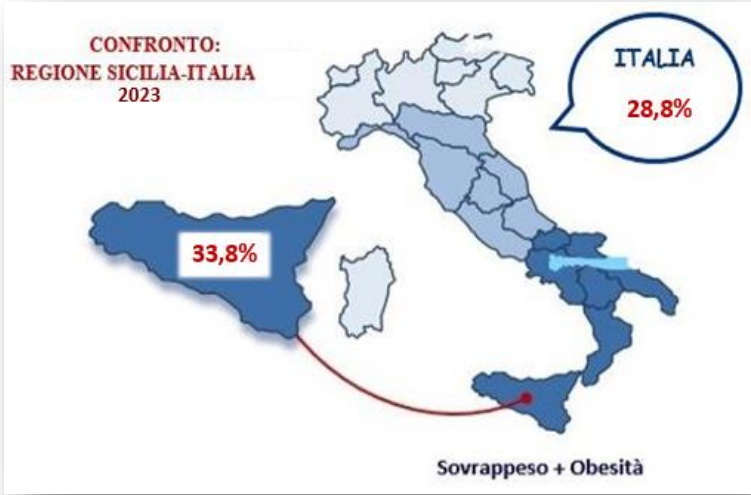 CONFRONTO:
REGIONE SICILIA-ITALIA
2023
ITALIA
28,8%
33,8%
Sovrappeso + Obesità